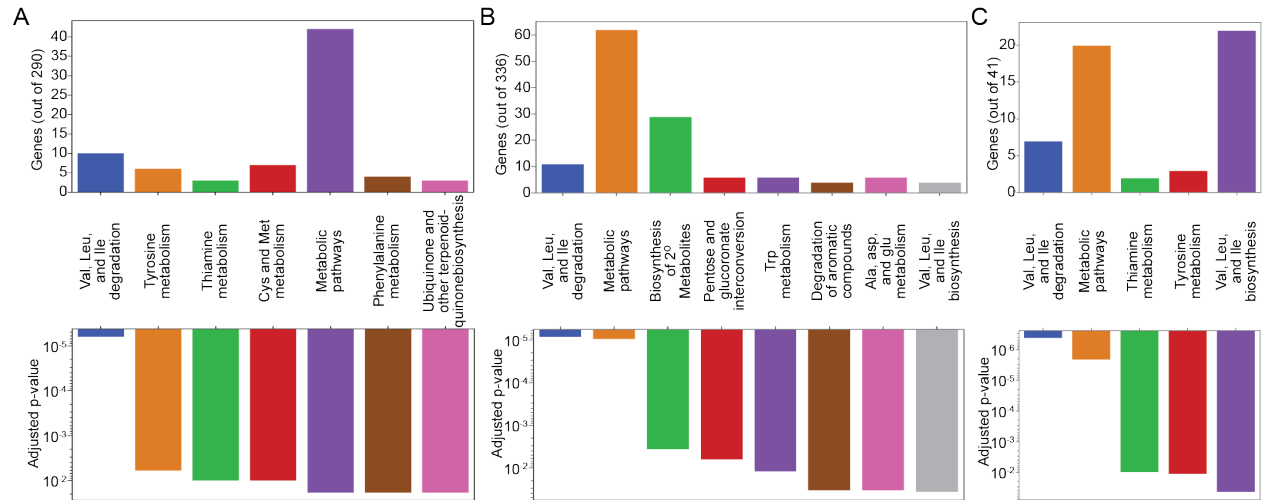 A
Genes (out of 290)
40
35
30
25
20
15
10
5
0
Val, Leu,
and Ile
degradation
Tyrosine
metabolism
Thiamine
metabolism
Cys and Met
metabolism
Metabolic
pathways
Phenylalanine
metabolism
Ubiquinone and
other terpenoid-
quinonebiosynthesis
Adjusted p-value
10-5
10-4
10-3
10-2
B
Genes (out of 336)
60
50
40
30
20
10
0
Val, Leu,
and Ile
degradation
Metabolic
pathways
Biosynthesis
of 2º
Metabolites
Pentose and
glucoronate
interconversion
Trp
metabolism
Degradation
of aromatic
compounds
Ala, asp,
and glu
metabolism
Val, Leu,
and Ile
biosynthesis
Adjusted p-value
10-5
10-4
10-3
10-2
C
Genes (out of 41)
20
15
10
5
0
Val, Leu,
and Ile
degradation
Metabolic
pathways
Thiamine
metabolism
Tyrosine
metabolism
Val, Leu,
and Ile
biosynthesis
Adjusted p-value
10-6
10-5
10-4
10-3
10-2